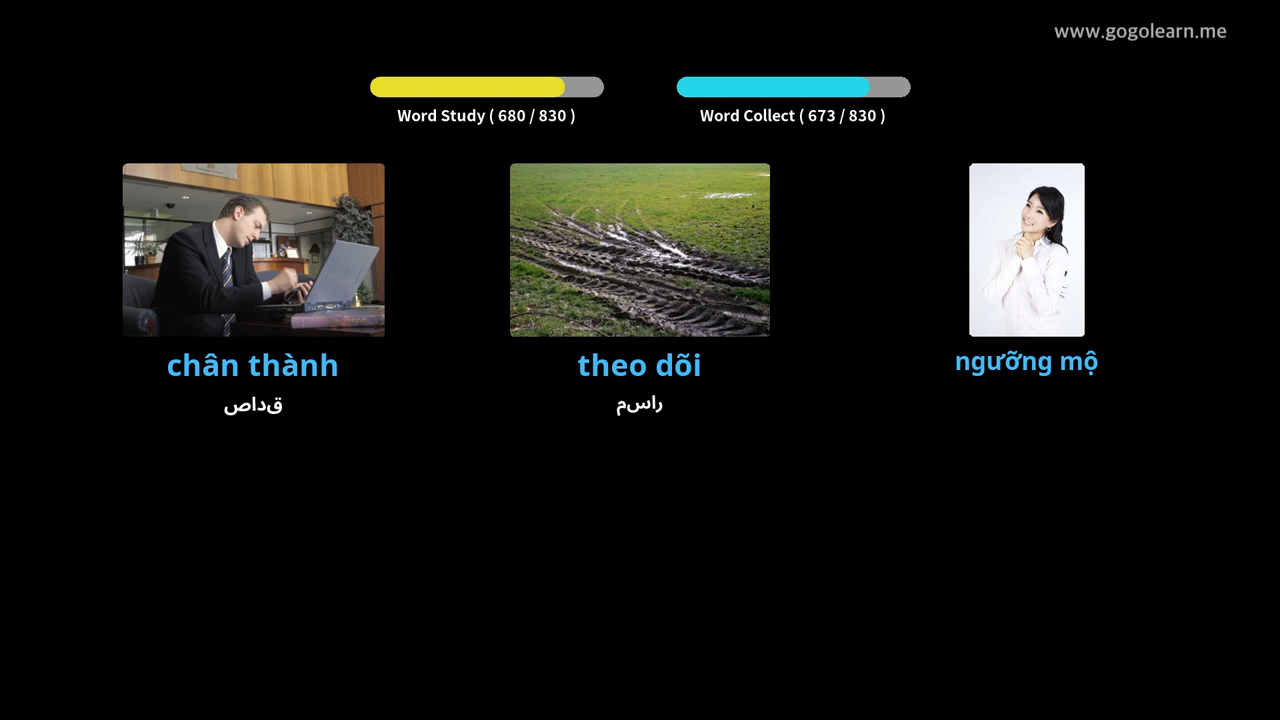 www.gogolearn.me
Word Study ( 680 / 830 )
Word Collect ( 673 / 830 )
chân thành
theo dõi
ngưỡng mộ
قداص
راسم